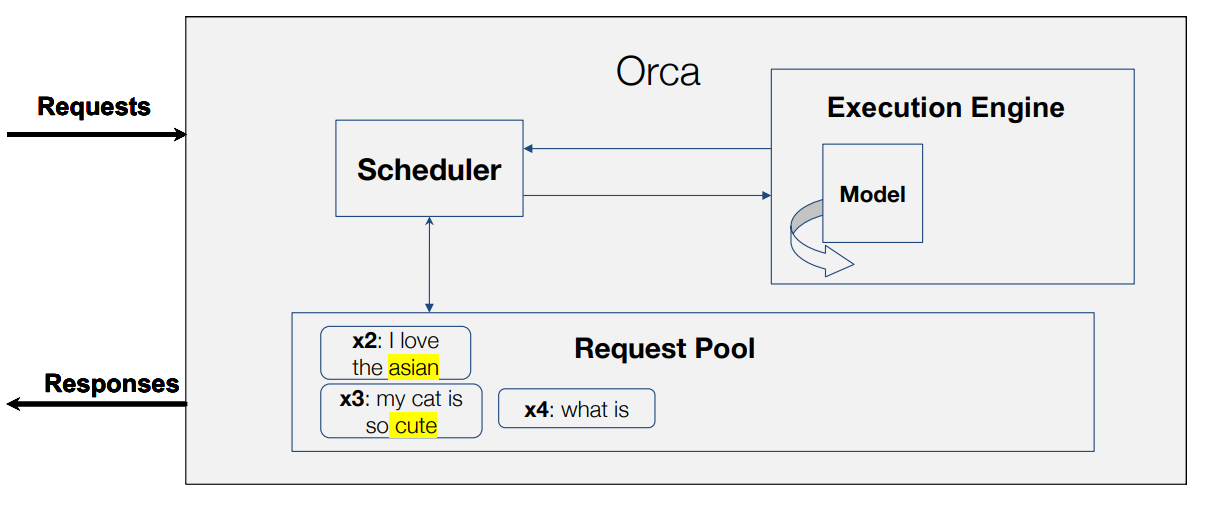 Orca
Requests
Execution Engine
Scheduler
Model
Request Pool
x2: I love
the asian
x3: my cat is
so cute
x4: what is
Responses